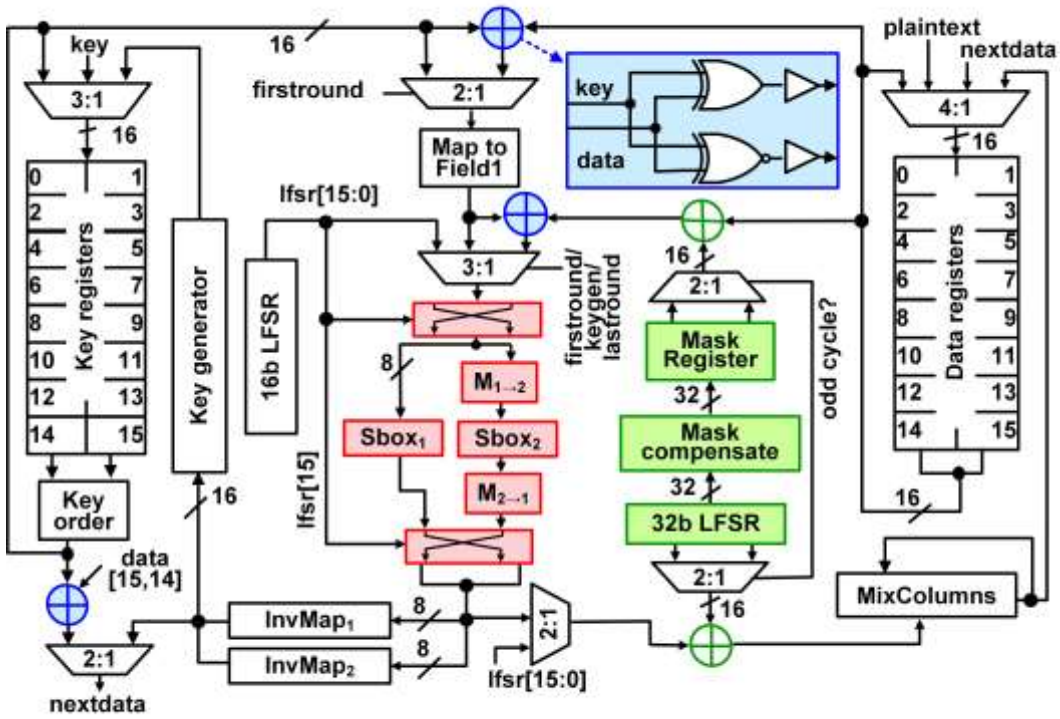 16
key
3:1
16
0 1
2 3
4 5
6 7
8 9
10 11
12 13
14 15
Key registers
Key
order
data
[15,14]
2:1
nextdata
Key generator
16
firstround
2:1
Map to
Field1
lfsr[15:0]
16b LFSR
lfsr[15]
3:1
firstround/
keygen/
lastround
8
M1→2
Sbox1
Sbox2
M2→1
InvMap1
8
InvMap2
8
2:1
lfsr[15:0]
key
data
16
2:1
Mask
Register
32
Mask
compensate
32
32b LFSR
2:1
16
odd cycle?
plaintext
nextdata
4:1
16
0 1
2 3
4 5
6 7
8 9
10 11
12 13
14 15
Data registers
16
MixColumns